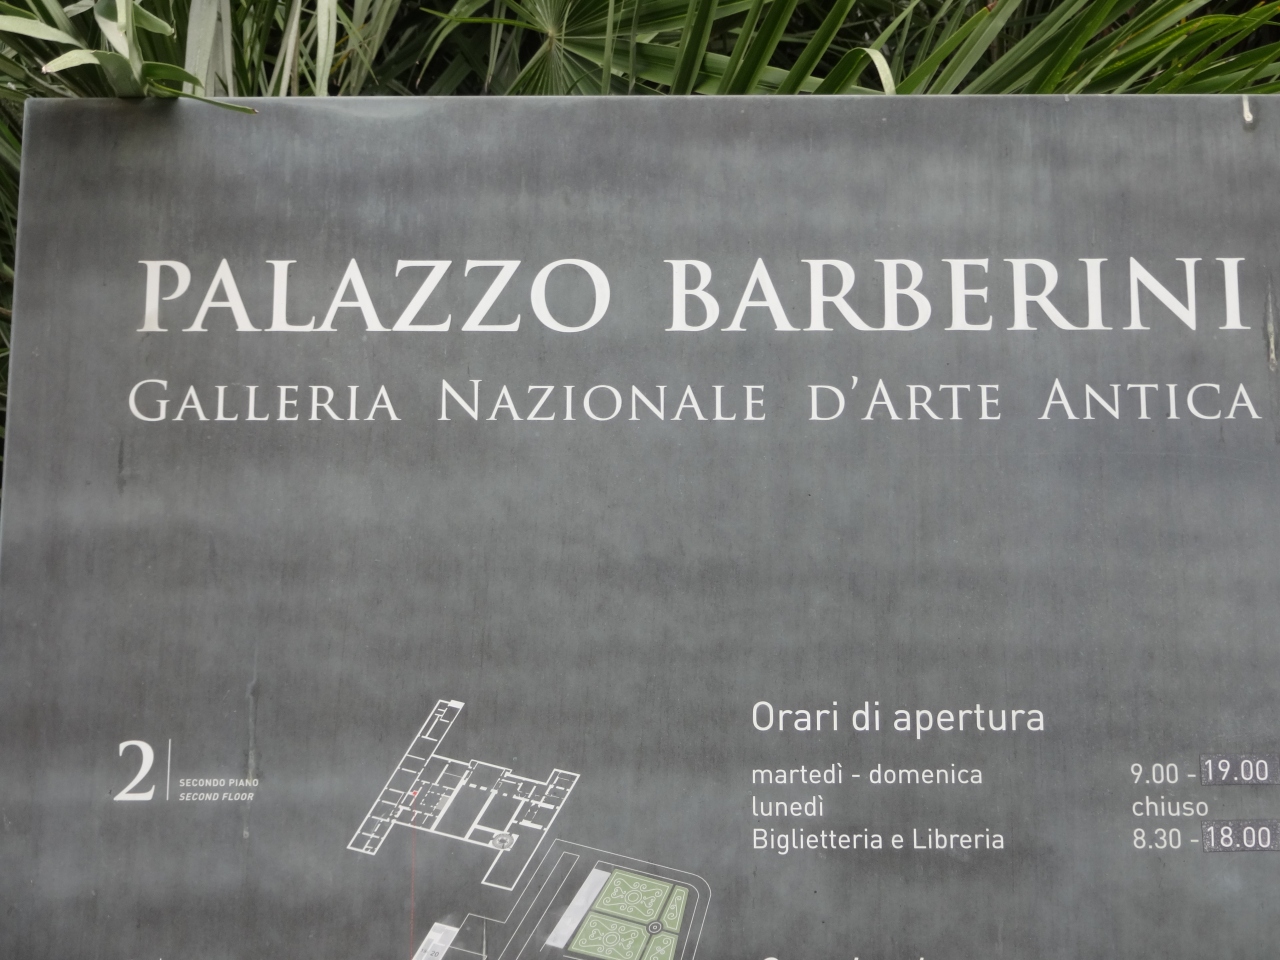 PALAZZO BARBERINI
GALLERIA NAZIONALE D'ARTE ANTICA
2
SECONDO PIANO
SECOND FLOOR
Orari di apertura
martedì - domenica 9.00 - 19.00
lunedì chiuso
Biglietteria e Libreria 8.30 - 18.00